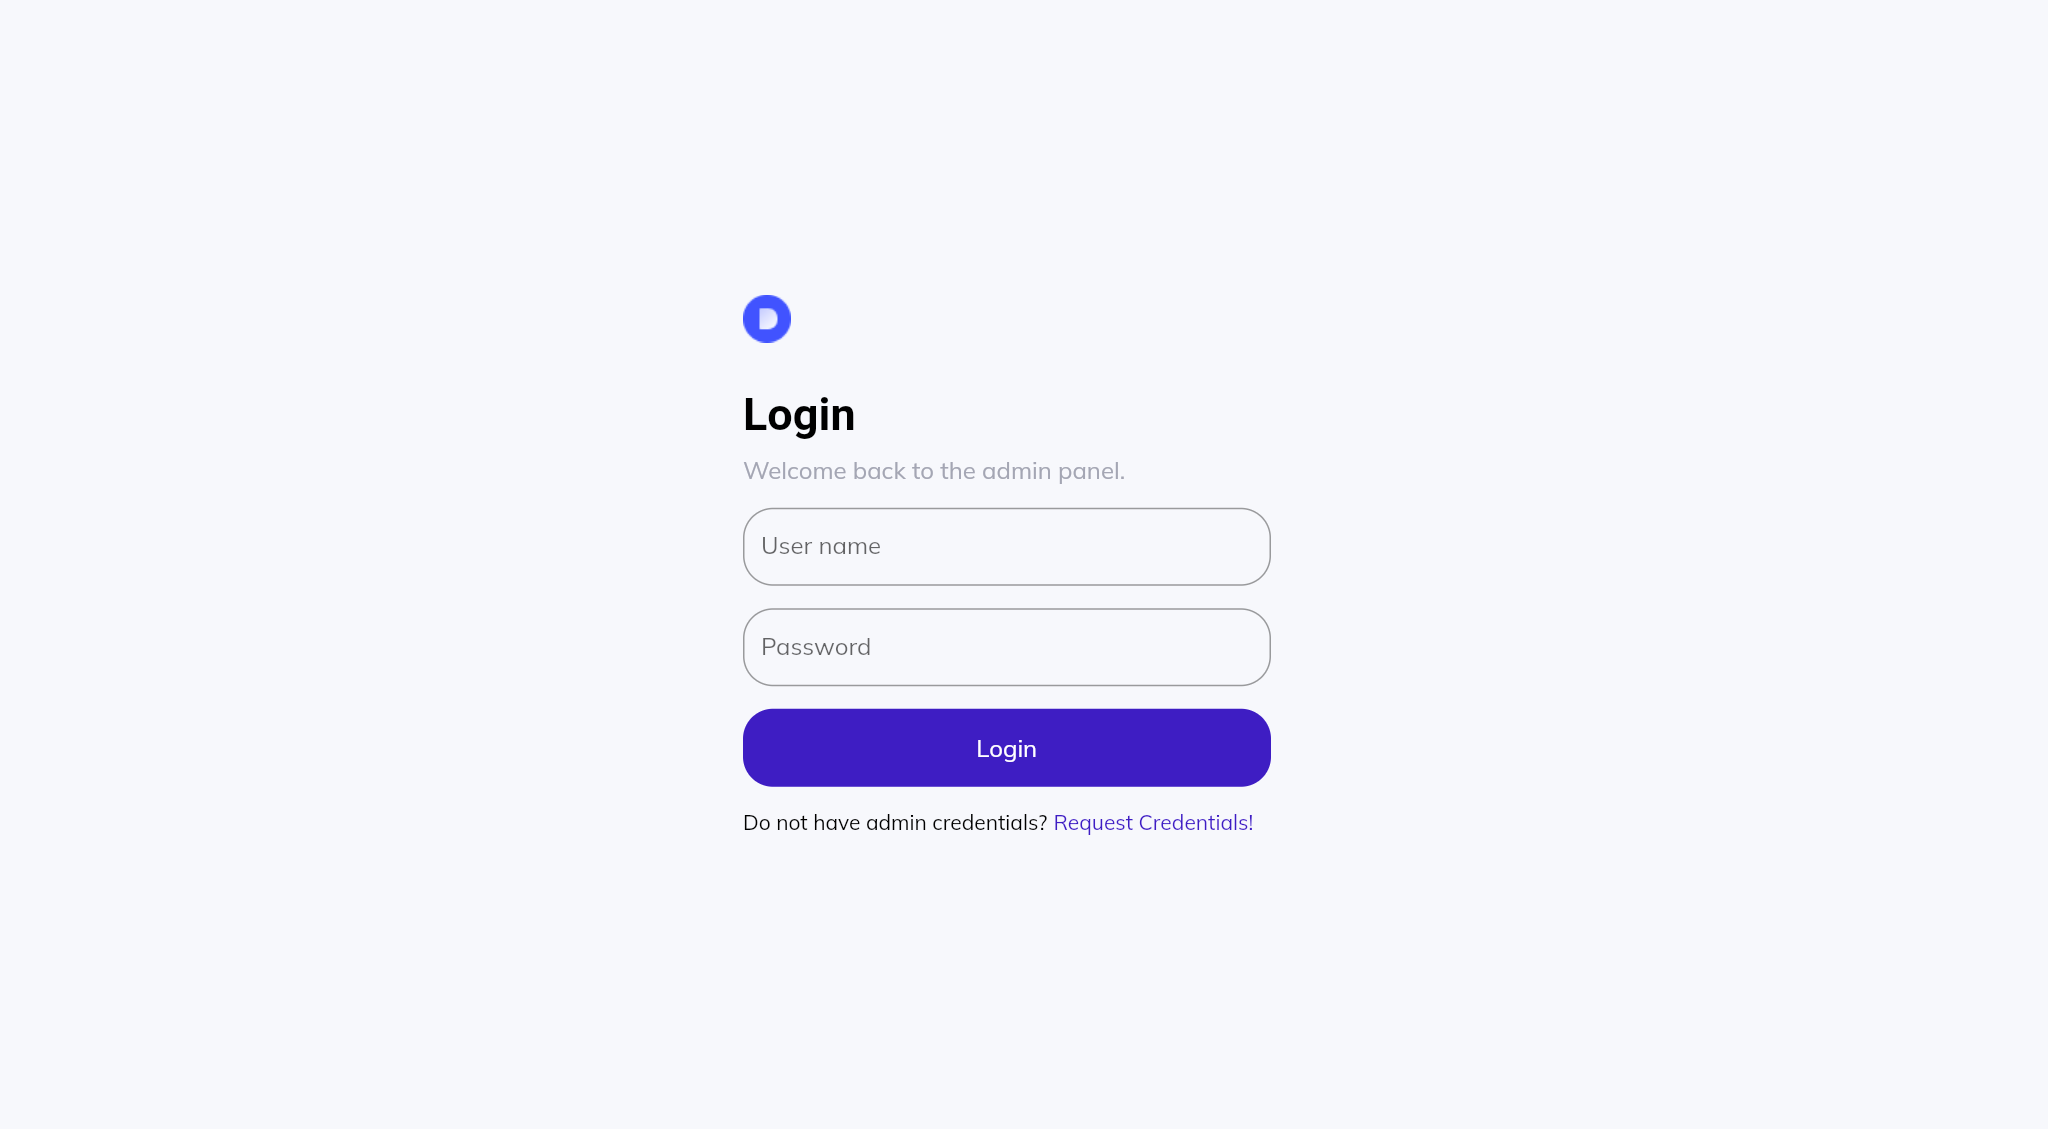 D
Login
Welcome back to the admin panel.
User name
Password
Login
Do not have admin credentials? Request Credentials!